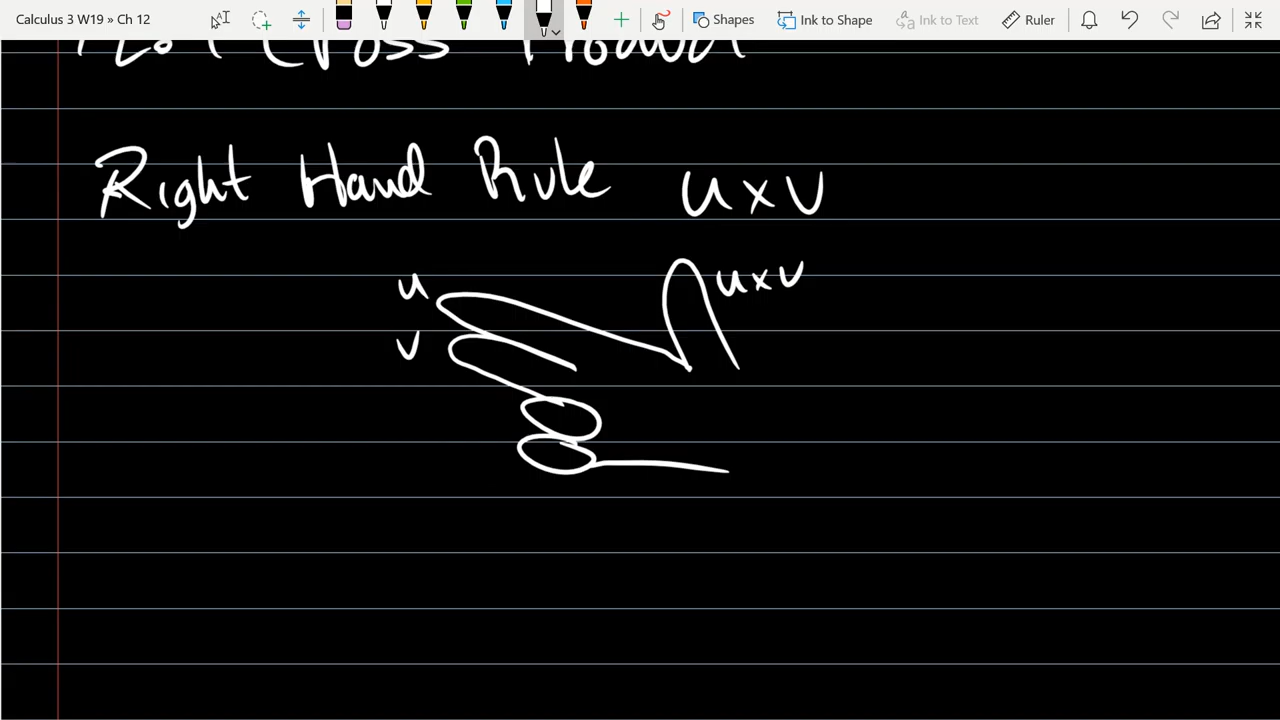 Calculus 3 W19 » Ch 12 Shapes Ink to Shape Ink to Text Ruler
Cross Product
Right Hand Rule u×v
u u×v
v